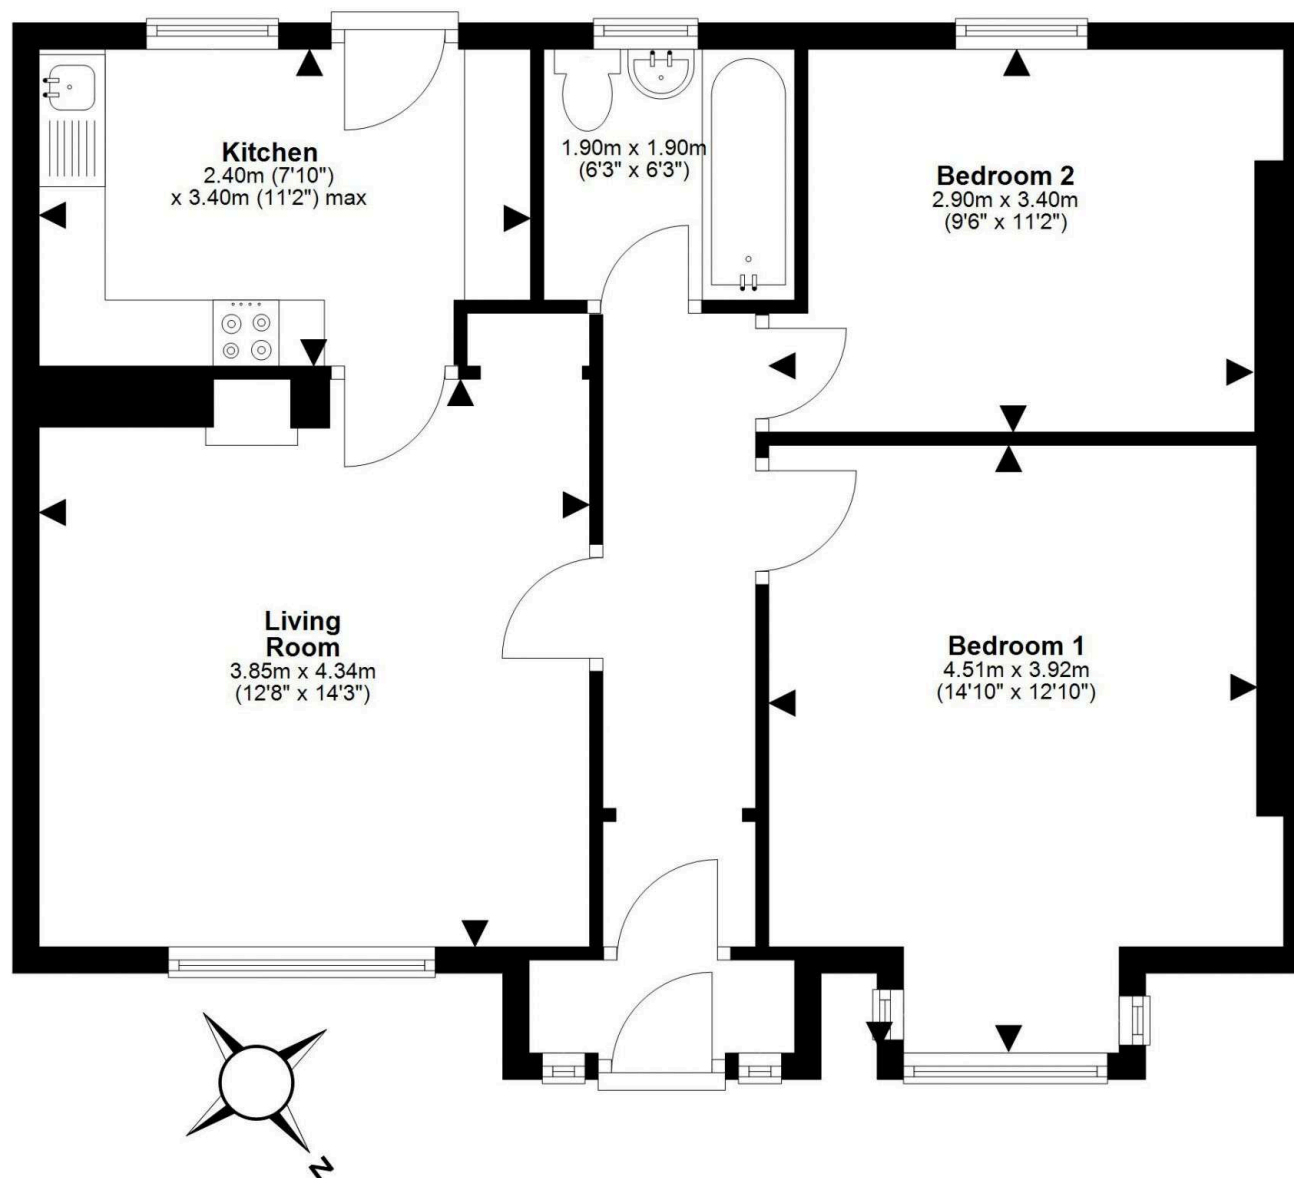 Kitchen
2.40m (7'10")
x 3.40m (11'2") max
1.90m x 1.90m
(6'3" x 6'3")
Bedroom 2
2.90m x 3.40m
(9'6" x 11'2")
Living
Room
3.85m x 4.34m
(12'8" x 14'3")
Bedroom 1
4.51m x 3.92m
(14'10" x 12'10")
N